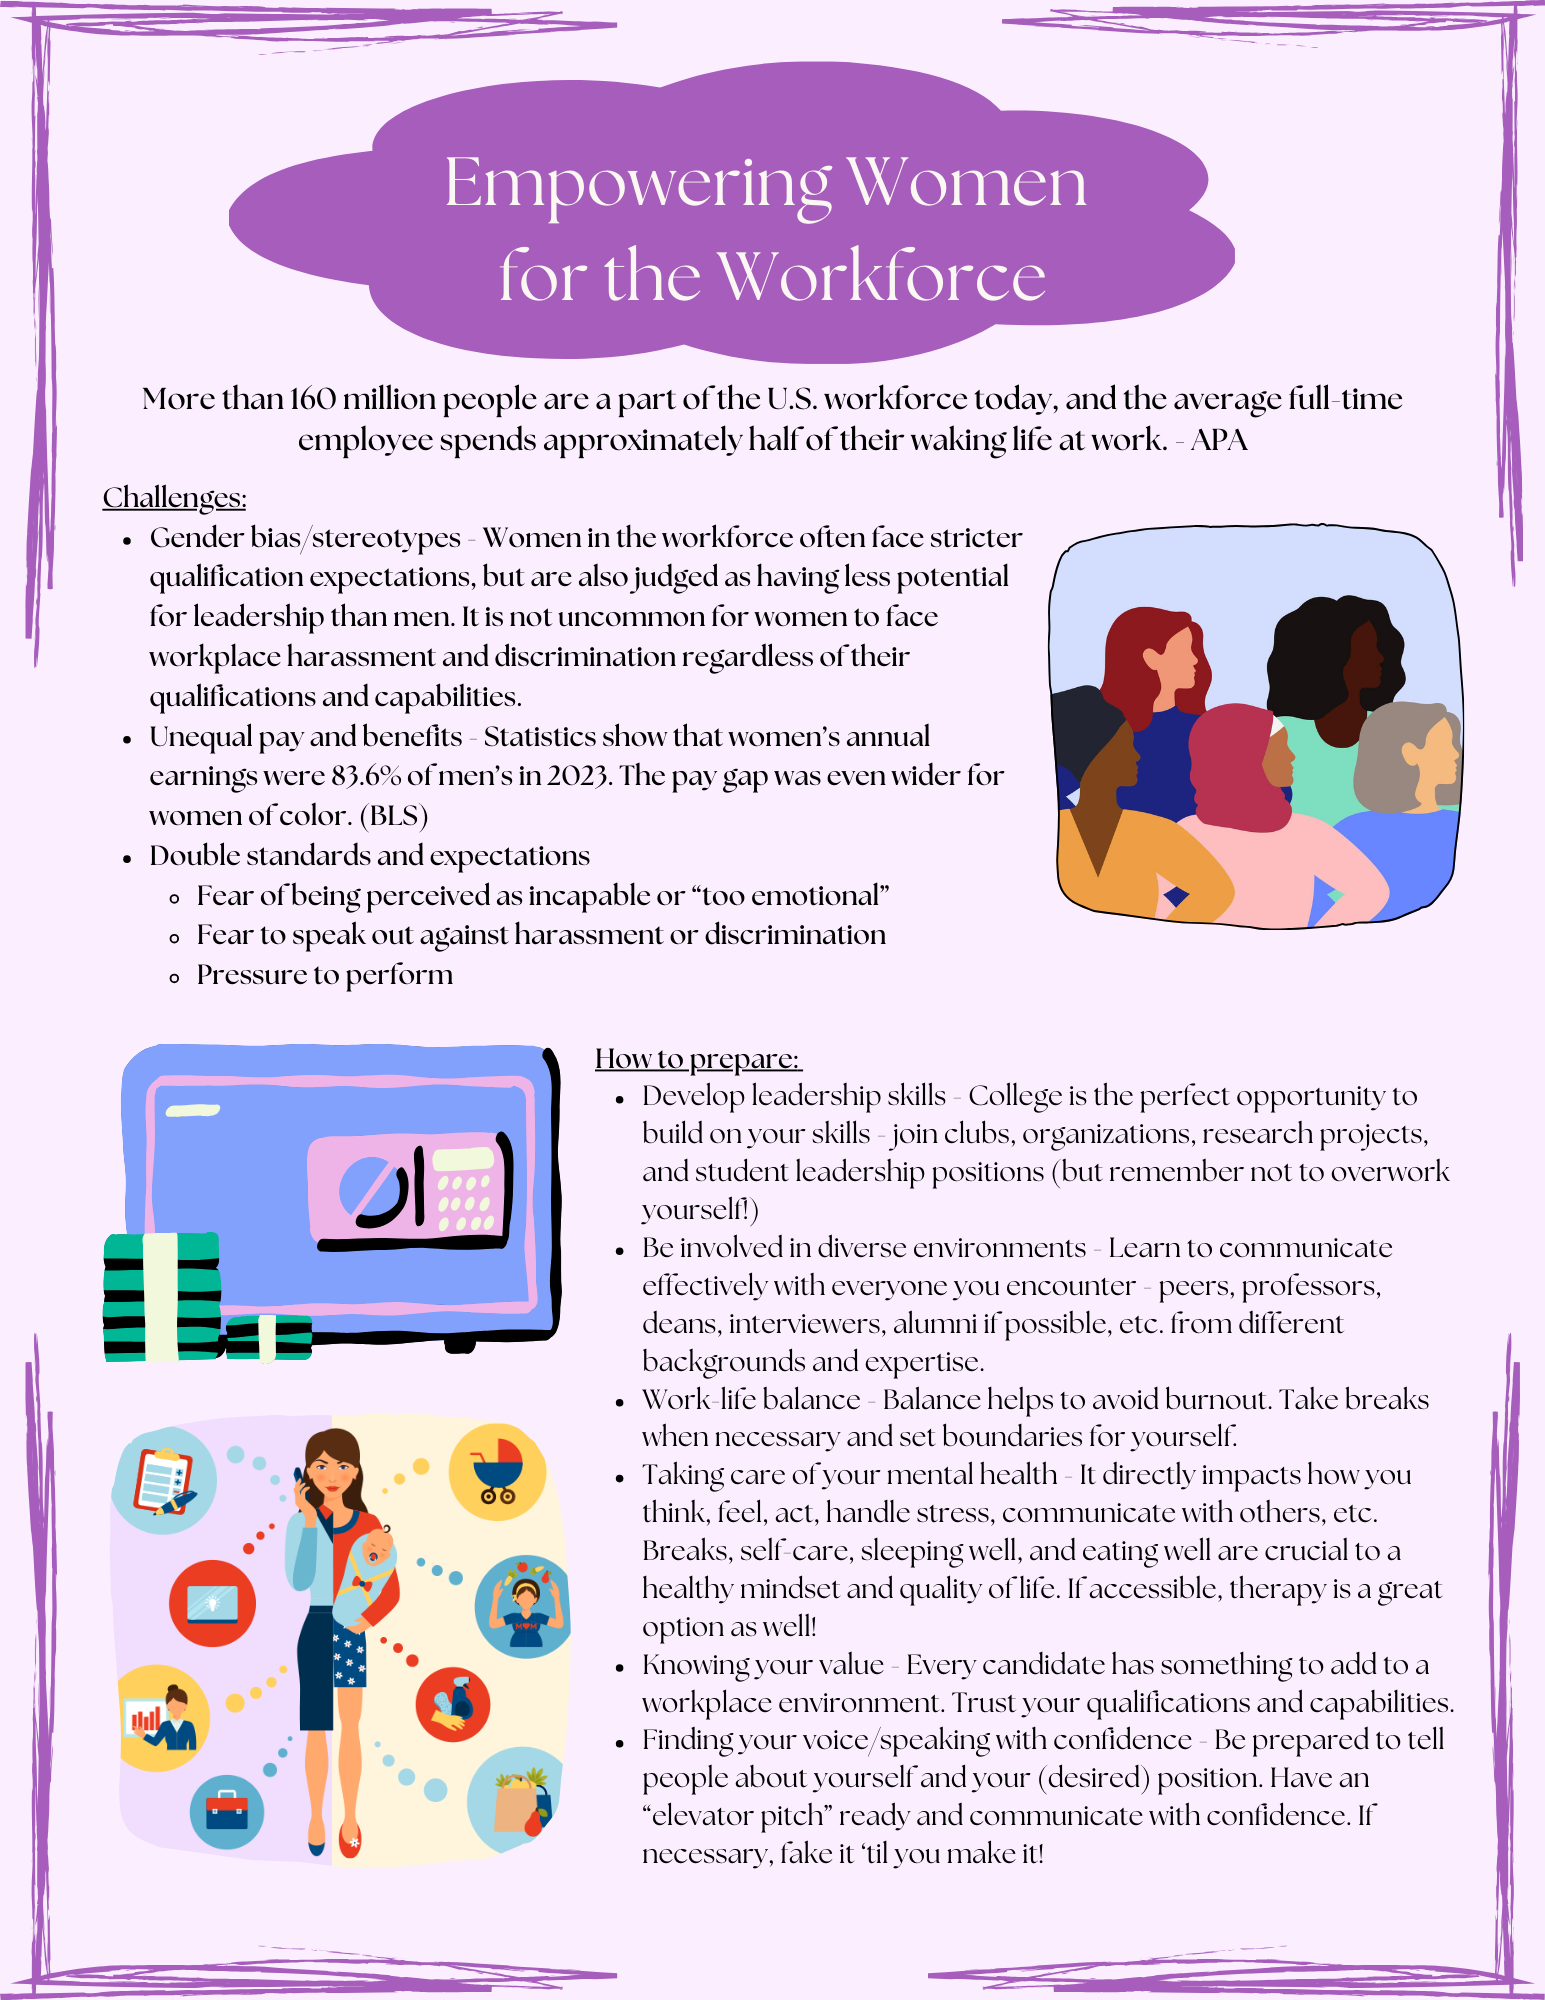 Empowering Women
for the Workforce
More than 160 million people are a part of the U.S. workforce today, and the average full-time
employee spends approximately half of their waking life at work. - APA
Challenges:
• Gender bias/stereotypes - Women in the workforce often face stricter
qualification expectations, but are also judged as having less potential
for leadership than men. It is not uncommon for women to face
workplace harassment and discrimination regardless of their
qualifications and capabilities.
• Unequal pay and benefits - Statistics show that women's annual
earnings were 83.6% of men's in 2023. The pay gap was even wider for
women of color. (BLS)
• Double standards and expectations
◦ Fear of being perceived as incapable or “too emotional”
◦ Fear to speak out against harassment or discrimination
◦ Pressure to perform
How to prepare:
• Develop leadership skills - College is the perfect opportunity to
build on your skills - join clubs, organizations, research projects,
and student leadership positions (but remember not to overwork
yourself!)
• Be involved in diverse environments - Learn to communicate
effectively with everyone you encounter - peers, professors,
deans, interviewers, alumni if possible, etc. from different
backgrounds and expertise.
• Work-life balance - Balance helps to avoid burnout. Take breaks
when necessary and set boundaries for yourself.
• Taking care of your mental health - It directly impacts how you
think, feel, act, handle stress, communicate with others, etc.
Breaks, self-care, sleeping well, and eating well are crucial to a
healthy mindset and quality of life. If accessible, therapy is a great
option as well!
• Knowing your value - Every candidate has something to add to a
workplace environment. Trust your qualifications and capabilities.
• Finding your voice/speaking with confidence - Be prepared to tell
people about yourself and your (desired) position. Have an
“elevator pitch” ready and communicate with confidence. If
necessary, fake it ‘til you make it!
M♥M